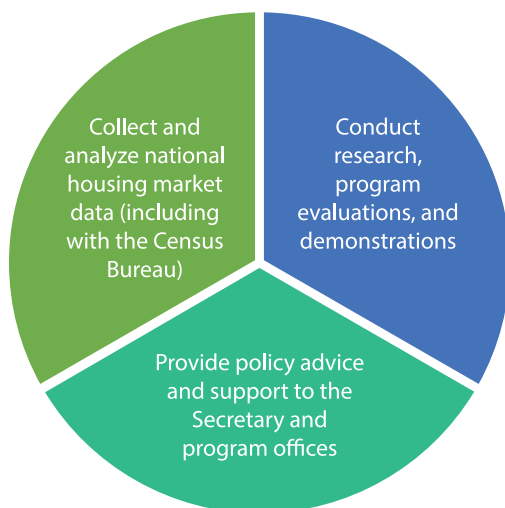 Collect and
analyze national
housing market
data (including
with the Census
Bureau)
Conduct
research,
program
evaluations, and
demonstrations
Provide policy advice
and support to the
Secretary and
program offices